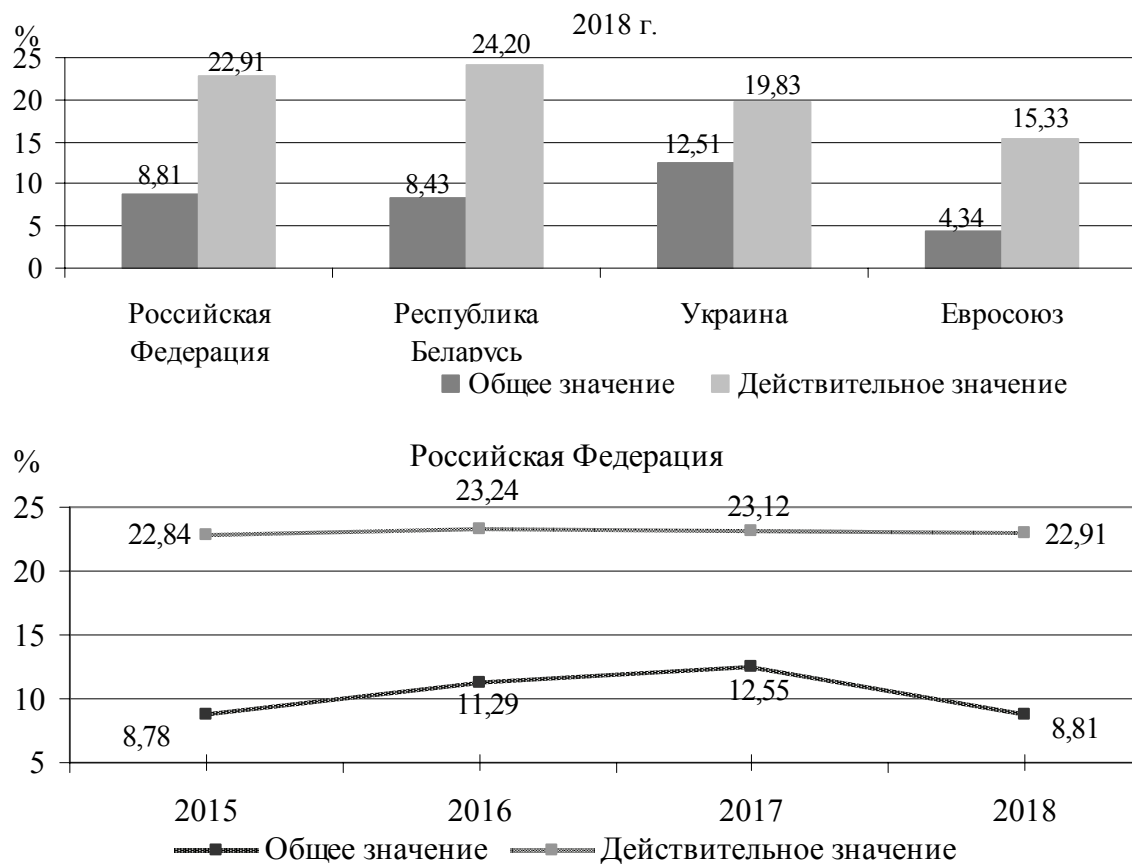 %
2018 г.
25
20
15
10
5
0
22,91
24,20
19,83
15,33
8,81
8,43
12,51
4,34
Российская
Федерация
Республика
Беларусь
Украина
Евросоюз
Общее значение
Действительное значение
%
Российская Федерация
25
20
15
10
5
22,84
23,24
23,12
22,91
8,78
11,29
12,55
8,81
2015
2016
2017
2018
Общее значение
Действительное значение